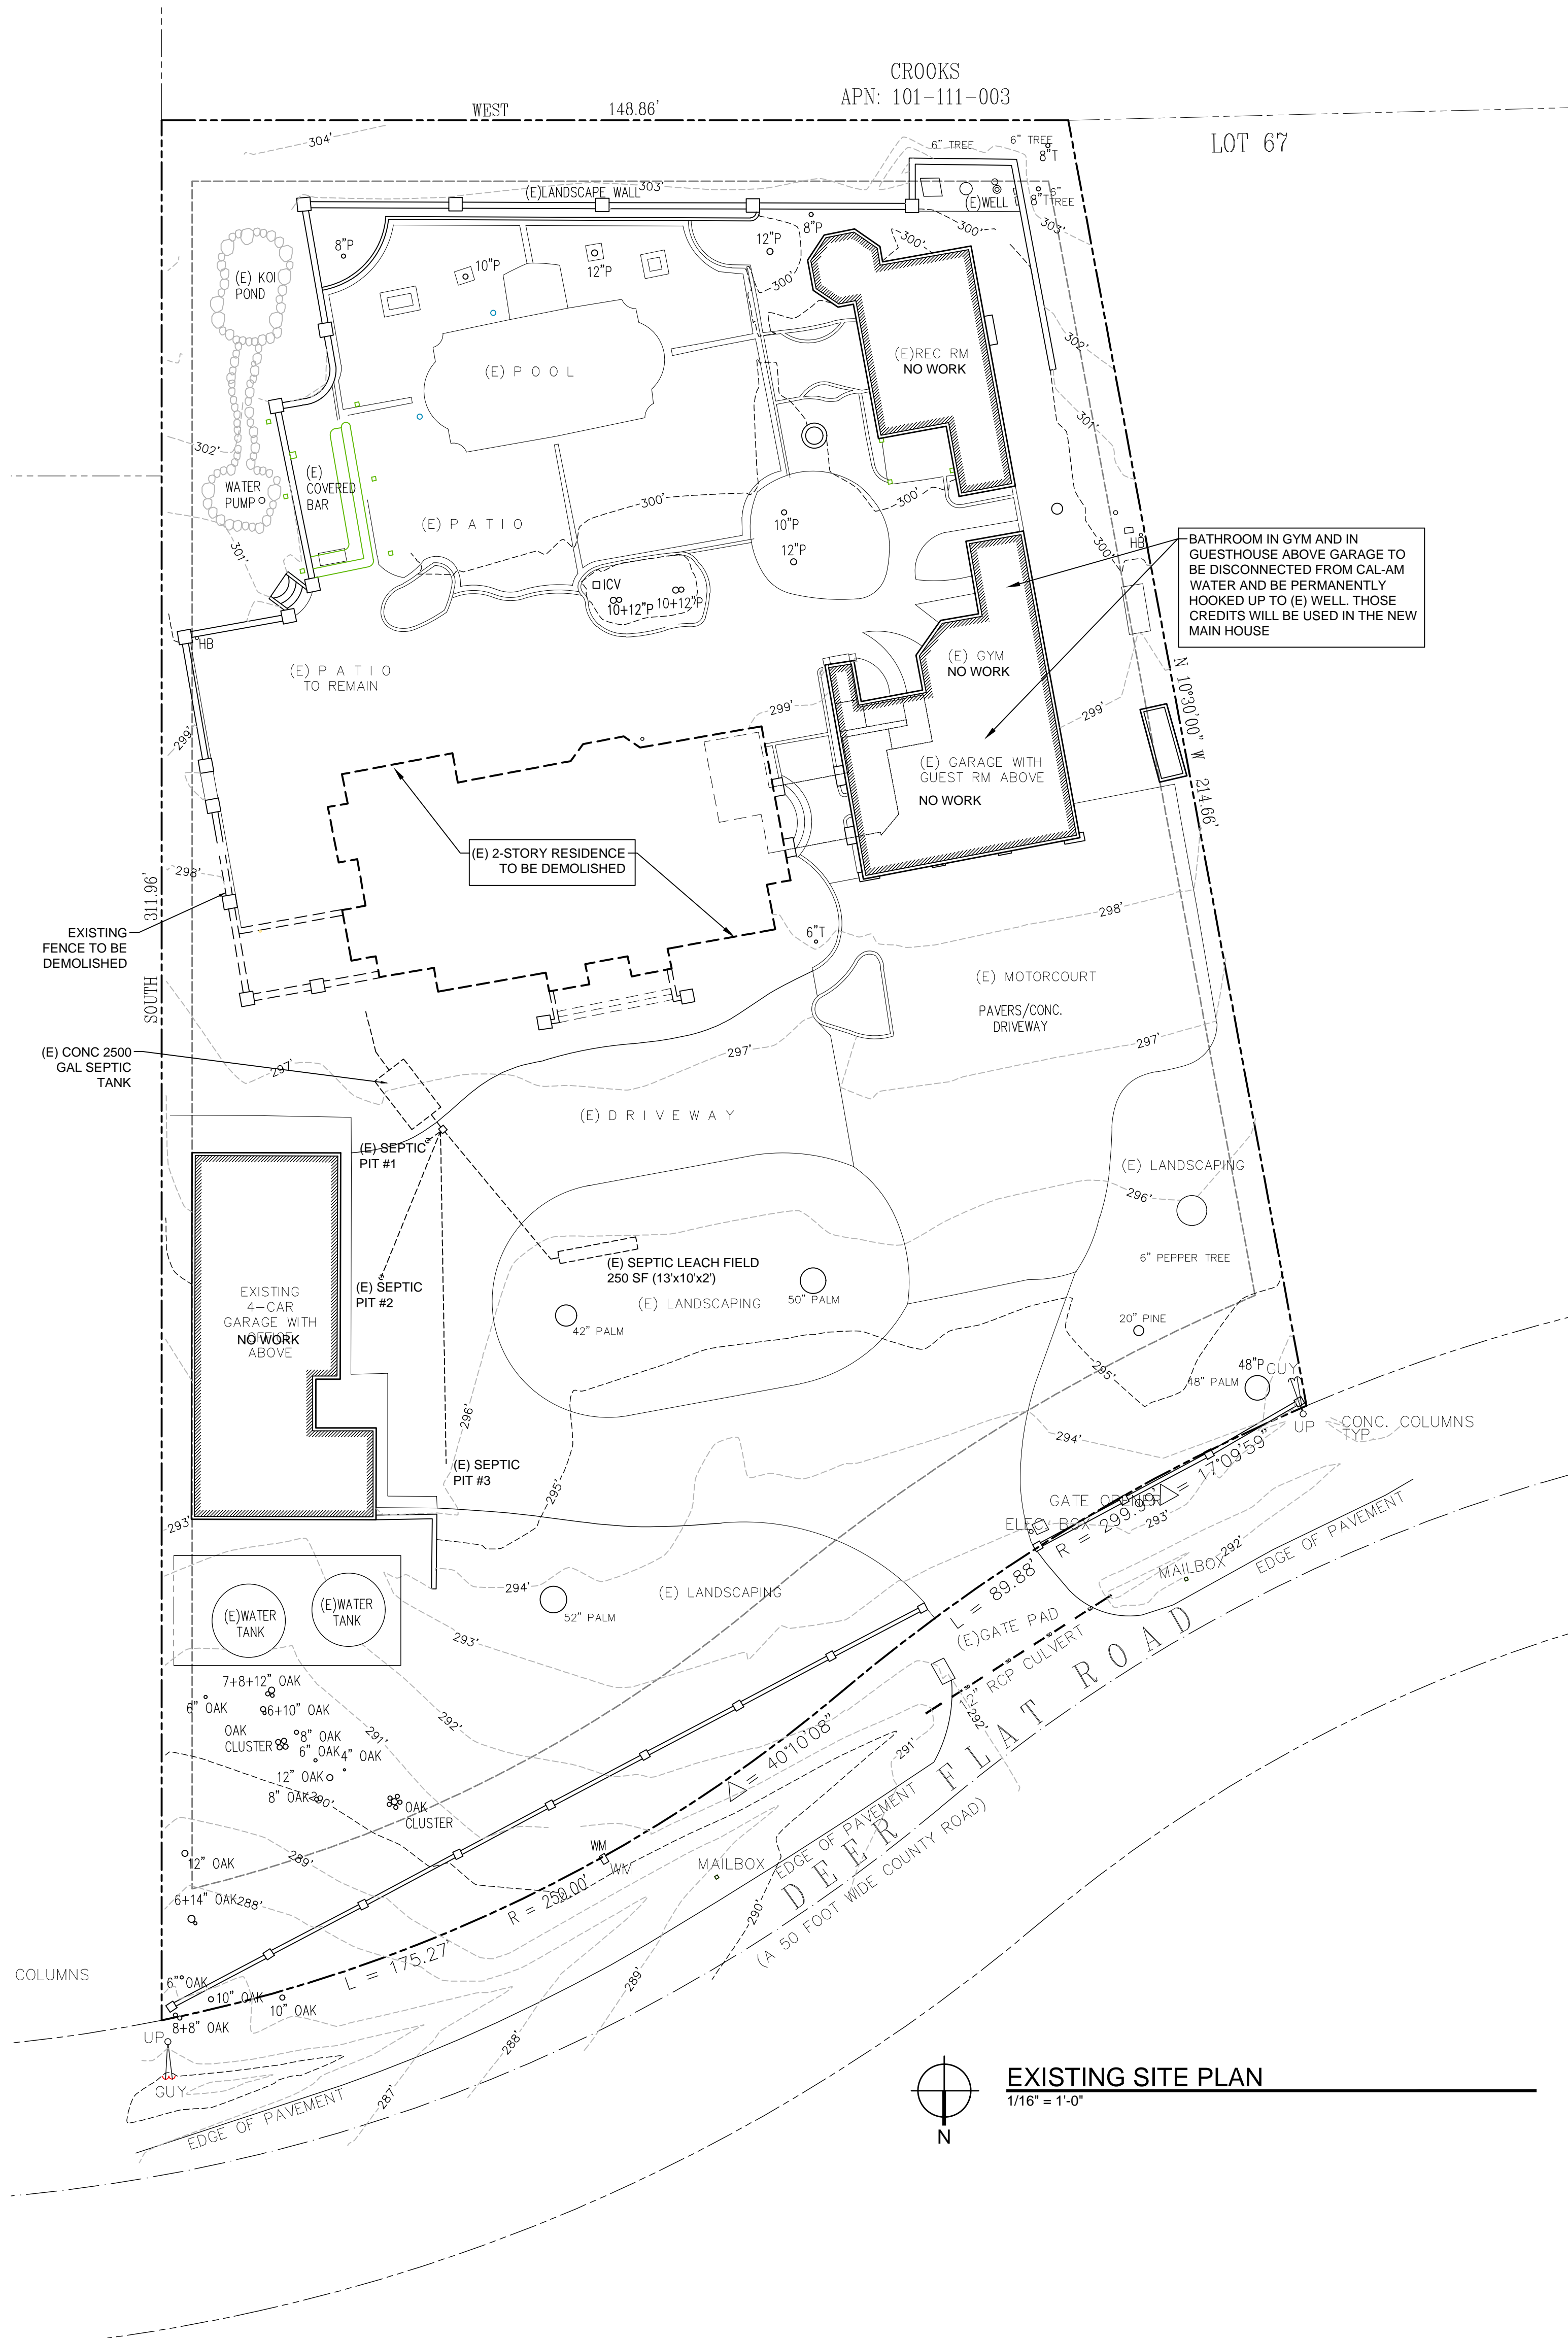 CROOKS
APN: 101-111-003
WEST 148.86'
LOT 67
304'
6" TREE
6" TREE
8"T
303'
(E)LANDSCAPE WALL
(E)WELL
8"T
6"
TREE
303'
8"P
12"P
8"P
300'
300'
300'
(E) KOI
POND
10"P
12"P
300'
302'
(E)REC RM
NO WORK
(E) P O O L
301'
302'
WATER
PUMP
(E)
COVERED
BAR
300'
300'
(E) P A T I O
10"P
12"P
301'
300'
HB
BATHROOM IN GYM AND IN
GUESTHOUSE ABOVE GARAGE TO
BE DISCONNECTED FROM CAL-AM
WATER AND BE PERMANENTLY
HOOKED UP TO (E) WELL. THOSE
CREDITS WILL BE USED IN THE NEW
MAIN HOUSE
ICV
10+12"P
10+12"P
HB
(E) P A T I O
TO REMAIN
(E) GYM
NO WORK
N 10°30'00" W 214.66'
299'
299'
299'
(E) GARAGE WITH
GUEST RM ABOVE
NO WORK
(E) 2-STORY RESIDENCE
TO BE DEMOLISHED
298'
SOUTH 311.96'
298'
EXISTING
FENCE TO BE
DEMOLISHED
6"T
(E) MOTORCOURT
PAVERS/CONC.
DRIVEWAY
(E) CONC 2500
GAL SEPTIC
TANK
297'
297'
297'
(E) D R I V E W A Y
(E) SEPTIC
PIT #1
(E) LANDSCAPING
296'
6" PEPPER TREE
(E) SEPTIC LEACH FIELD
250 SF (13'x10'x2')
(E) SEPTIC
PIT #2
(E) LANDSCAPING
50" PALM
42" PALM
EXISTING
4-CAR
GARAGE WITH
OFFICE
NO WORK
ABOVE
20" PINE
295'
48"P
GUY
48" PALM
296'
UP
CONC. COLUMNS
TYP.
294'
(E) SEPTIC
PIT #3
295'
GATE OPENER
ELEC BOX
R = 299.99' △= 17°09'59"
293'
293'
292'
MAILBOX
EDGE OF PAVEMENT
294'
(E) LANDSCAPING
52" PALM
L = 89.88'
(E)GATE PAD
12" RCP CULVERT
(E)WATER
TANK
(E)WATER
TANK
293'
7+8+12" OAK
6" OAK
6+10" OAK
OAK
CLUSTER
8" OAK
6" OAK
4" OAK
12" OAK
8" OAK
290'
291'
292'
OAK
CLUSTER
△= 40°10'08"
292'
291'
D E E R F L A T R O A D
(A 50 FOOT WIDE COUNTY ROAD)
EDGE OF PAVEMENT
WM
WM
MAILBOX
12" OAK
289'
6+14" OAK
288'
R = 250.00'
L = 175.27'
290'
289'
COLUMNS
6" OAK
10" OAK
10" OAK
8+8" OAK
UP
GUY
288'
287'
EDGE OF PAVEMENT
EXISTING SITE PLAN
1/16" = 1'-0"
N